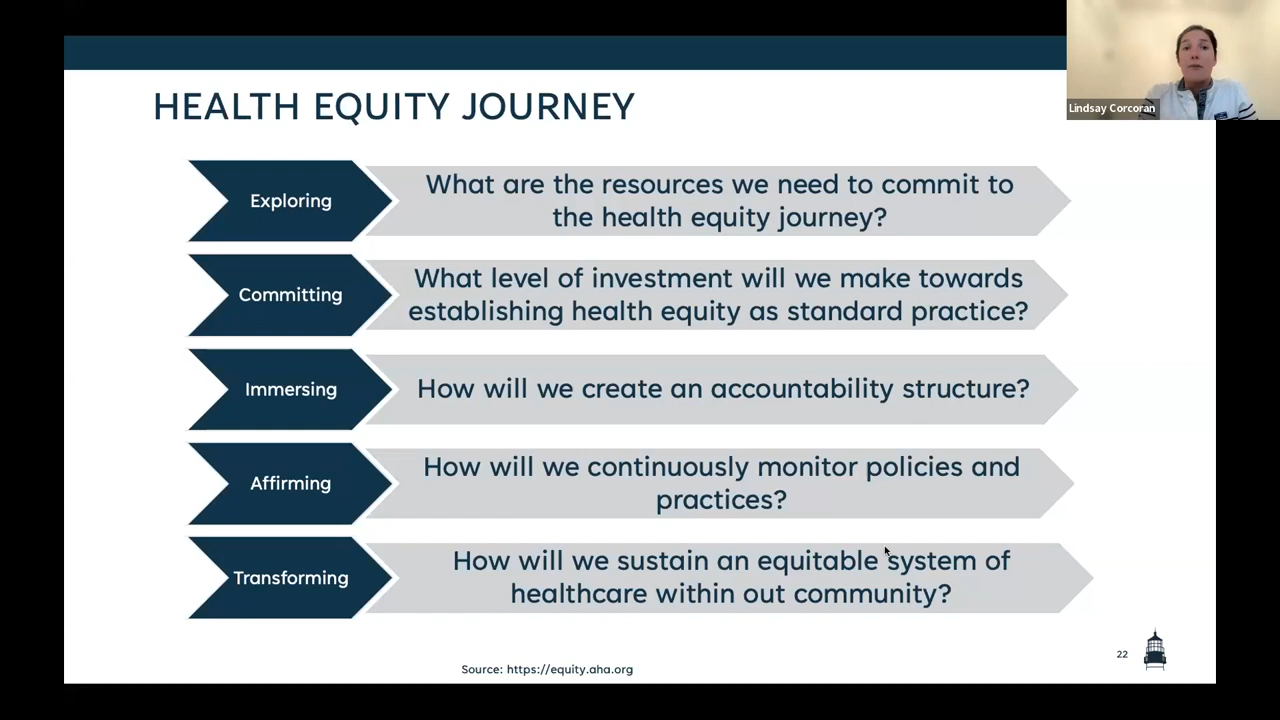 Lindsay Corcoran
HEALTH EQUITY JOURNEY
Exploring
What are the resources we need to commit to
the health equity journey?
Committing
What level of investment will we make towards
establishing health equity as standard practice?
Immersing
How will we create an accountability structure?
Affirming
How will we continuously monitor policies and
practices?
Transforming
How will we sustain an equitable system of
healthcare within out community?
22
Source: https://equity.aha.org